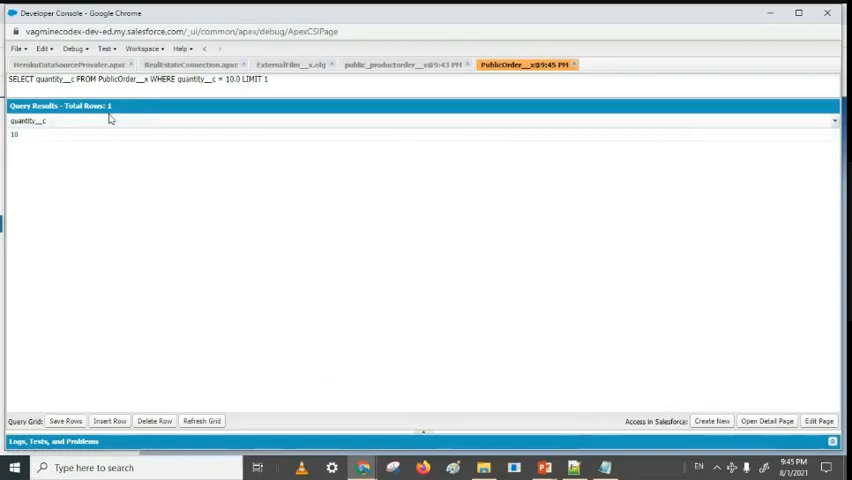 Developer Console - Google Chrome
vagminecodex-dev-ed.my.salesforce.com/_ui/common/apex/debug/ApexCSIPage
File Edit Debug Test Workspace Help < >
HerokuDataSourceProvider.apxc RealEstateConnection.apxc ExternalFilm__x.obj public_productorder__x@9:43 PM PublicOrder__x@9:45 PM
SELECT quantity__c FROM PublicOrder__x WHERE quantity__c = 10.0 LIMIT 1
Query Results - Total Rows: 1
quantity__c
10
Query Grid: Save Rows Insert Row Delete Row Refresh Grid Access in Salesforce: Create New Open Detail Page Edit Page
Logs, Tests, and Problems
Type here to search
EN
9:45 PM
8/1/2021